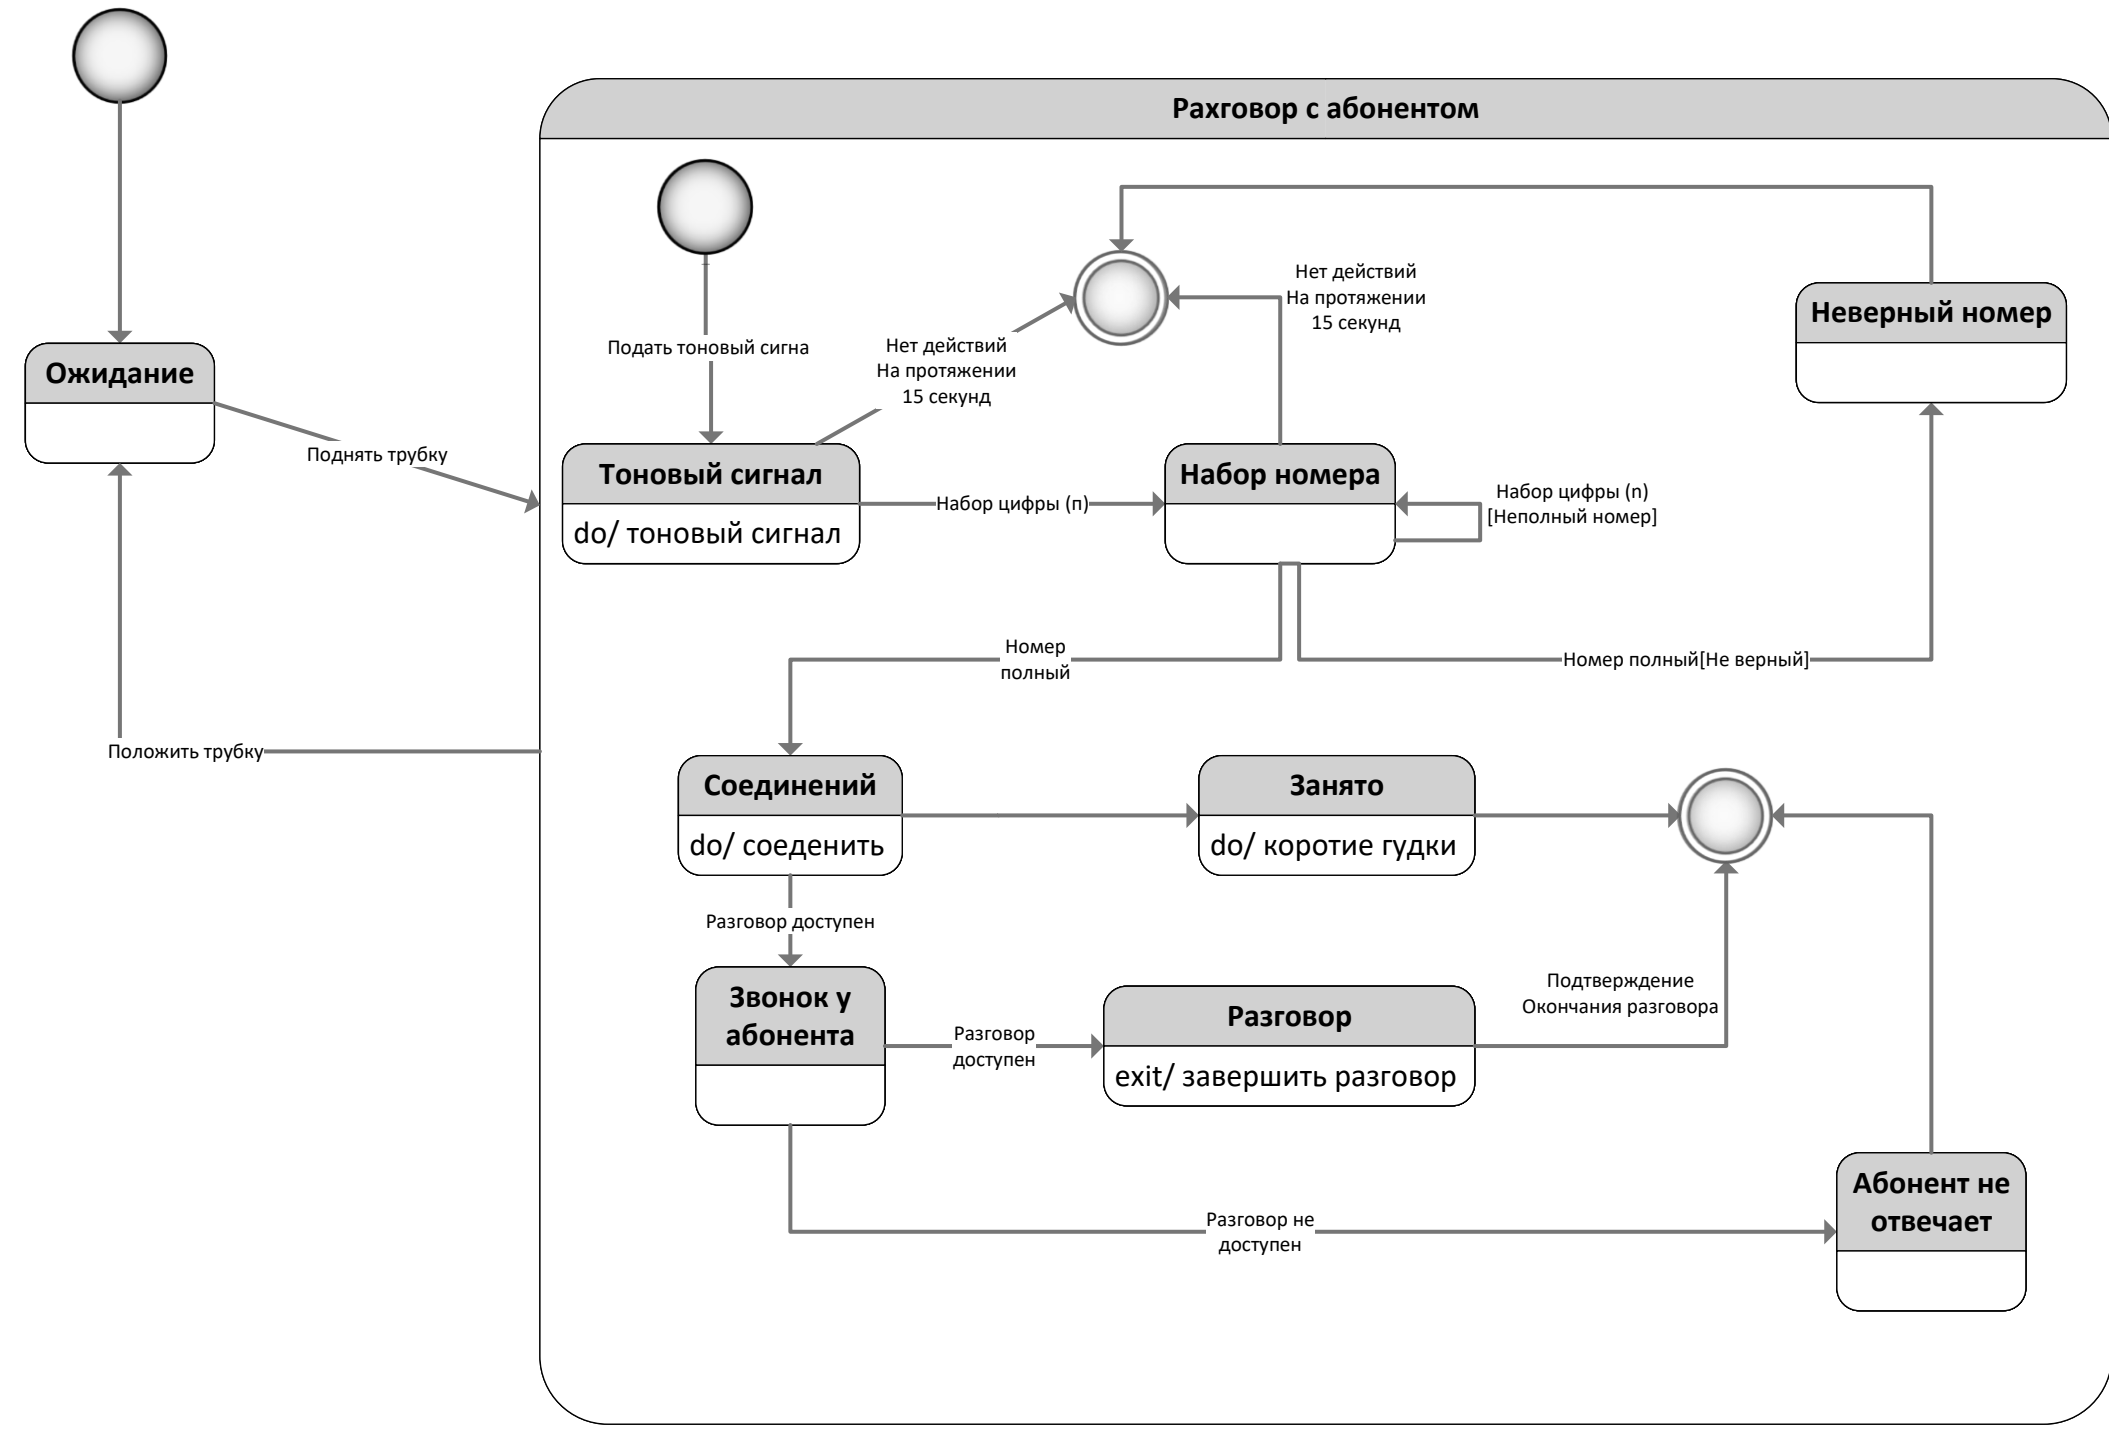 Рахговор с абонентом
Нет действий
На протяжении
15 секунд
Неверный номер
Подать тоновый сигна
Нет действий
На протяжении
15 секунд
Ожидание
Поднять трубку
Тоновый сигнал
do/ тоновый сигнал
Набор цифры (п)
Набор номера
Набор цифры (n)
[Неполный номер]
Номер
полный
Номер полный[Не верный]
Положить трубку
Соединений
do/ соеденить
Занято
do/ коротие гудки
Разговор доступен
Звонок у
абонента
Разговор
доступен
Разговор
exit/ завершить разговор
Подтверждение
Окончания разговора
Разговор не
доступен
Абонент не
отвечает